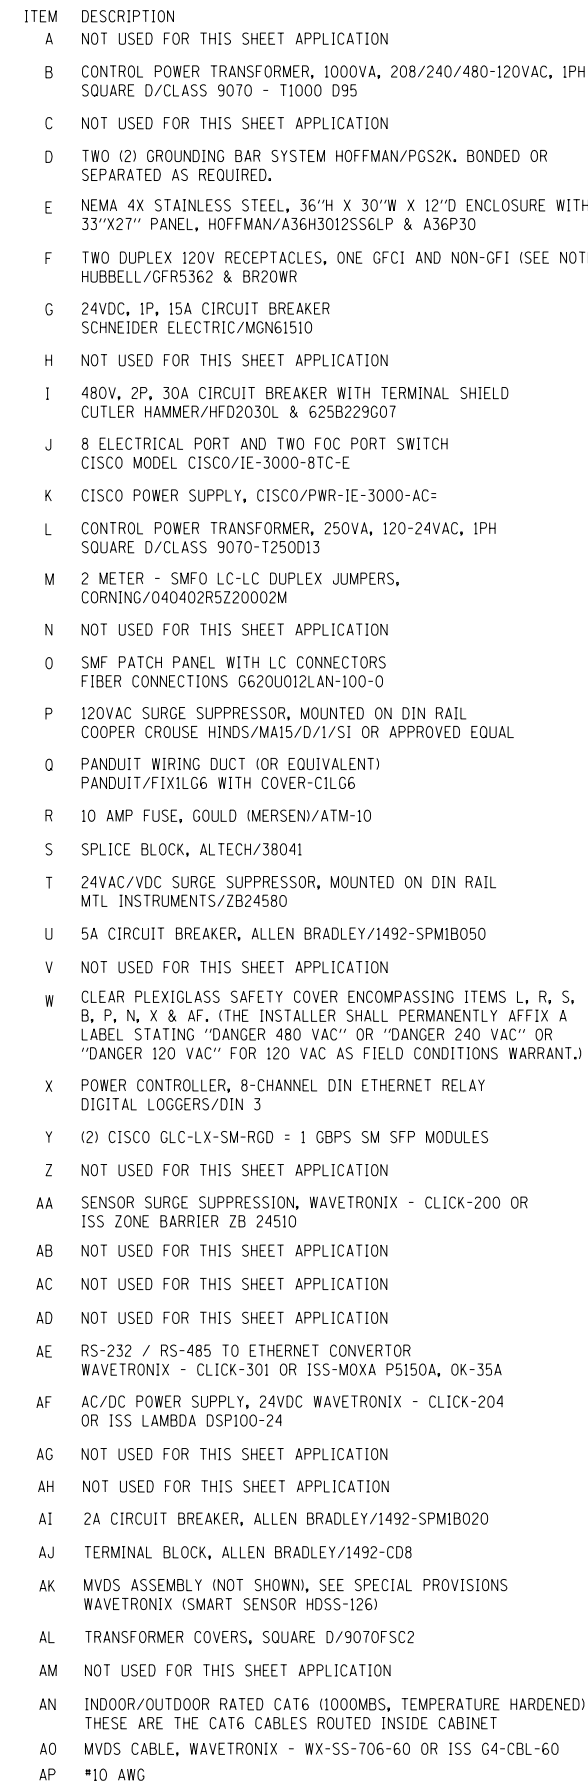 ITEM DESCRIPTION
A NOT USED FOR THIS SHEET APPLICATION
B CONTROL POWER TRANSFORMER, 1000VA, 208/240/480-120VAC, 1PH
SQUARE D/CLASS 9070 - T1000 D95
C NOT USED FOR THIS SHEET APPLICATION
D TWO (2) GROUNDING BAR SYSTEM HOFFMAN/PGS2K. BONDED OR
SEPARATED AS REQUIRED.
E NEMA 4X STAINLESS STEEL, 36"H X 30"W X 12"D ENCLOSURE WITH
33"X27" PANEL, HOFFMAN/A36H3012SS6LP & A36P30
F TWO DUPLEX 120V RECEPTACLES, ONE GFCI AND NON-GFI (SEE NOT
HUBBELL/GFR5362 & BR20WR
G 24VDC, 1P, 15A CIRCUIT BREAKER
SCHNEIDER ELECTRIC/MGN61510
H NOT USED FOR THIS SHEET APPLICATION
I 480V, 2P, 30A CIRCUIT BREAKER WITH TERMINAL SHIELD
CUTLER HAMMER/HFD2030L & 625B229G07
J 8 ELECTRICAL PORT AND TWO FOC PORT SWITCH
CISCO MODEL CISCO/IE-3000-8TC-E
K CISCO POWER SUPPLY, CISCO/PWR-IE-3000-AC=
L CONTROL POWER TRANSFORMER, 250VA, 120-24VAC, 1PH
SQUARE D/CLASS 9070-T250D13
M 2 METER - SMFO LC-LC DUPLEX JUMPERS,
CORNING/040402R5Z20002M
N NOT USED FOR THIS SHEET APPLICATION
O SMF PATCH PANEL WITH LC CONNECTORS
FIBER CONNECTIONS G620U012LAN-100-0
P 120VAC SURGE SUPPRESSOR, MOUNTED ON DIN RAIL
COOPER CROUSE HINDS/MA15/D/1/SI OR APPROVED EQUAL
Q PANDUIT WIRING DUCT (OR EQUIVALENT)
PANDUIT/FIX1LG6 WITH COVER-C1LG6
R 10 AMP FUSE, GOULD (MERSEN)/ATM-10
S SPLICE BLOCK, ALTECH/38041
T 24VAC/VDC SURGE SUPPRESSOR, MOUNTED ON DIN RAIL
MTL INSTRUMENTS/ZB24580
U 5A CIRCUIT BREAKER, ALLEN BRADLEY/1492-SPM1B050
V NOT USED FOR THIS SHEET APPLICATION
W CLEAR PLEXIGLASS SAFETY COVER ENCOMPASSING ITEMS L, R, S,
B, P, N, X & AF. (THE INSTALLER SHALL PERMANENTLY AFFIX A
LABEL STATING "DANGER 480 VAC" OR "DANGER 240 VAC" OR
"DANGER 120 VAC" FOR 120 VAC AS FIELD CONDITIONS WARRANT.)
X POWER CONTROLLER, 8-CHANNEL DIN ETHERNET RELAY
DIGITAL LOGGERS/DIN 3
Y (2) CISCO GLC-LX-SM-RGD = 1 GBPS SM SFP MODULES
Z NOT USED FOR THIS SHEET APPLICATION
AA SENSOR SURGE SUPPRESSION, WAVETRONIX - CLICK-200 OR
ISS ZONE BARRIER ZB 24510
AB NOT USED FOR THIS SHEET APPLICATION
AC NOT USED FOR THIS SHEET APPLICATION
AD NOT USED FOR THIS SHEET APPLICATION
AE RS-232 / RS-485 TO ETHERNET CONVERTOR
WAVETRONIX - CLICK-301 OR ISS-MOXA P5150A, OK-35A
AF AC/DC POWER SUPPLY, 24VDC WAVETRONIX - CLICK-204
OR ISS LAMBDA DSP100-24
AG NOT USED FOR THIS SHEET APPLICATION
AH NOT USED FOR THIS SHEET APPLICATION
AI 2A CIRCUIT BREAKER, ALLEN BRADLEY/1492-SPM1B020
AJ TERMINAL BLOCK, ALLEN BRADLEY/1492-CD8
AK MVDS ASSEMBLY (NOT SHOWN), SEE SPECIAL PROVISIONS
WAVETRONIX (SMART SENSOR HDSS-126)
AL TRANSFORMER COVERS, SQUARE D/9070FSC2
AM NOT USED FOR THIS SHEET APPLICATION
AN INDOOR/OUTDOOR RATED CAT6 (1000MBS, TEMPERATURE HARDENED)
THESE ARE THE CAT6 CABLES ROUTED INSIDE CABINET
AO MVDS CABLE, WAVETRONIX - WX-SS-706-60 OR ISS G4-CBL-60
AP #10 AWG